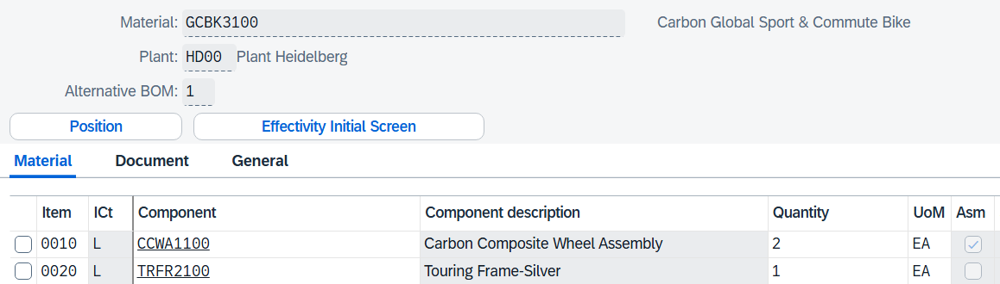 Material: GCBK3100 Carbon Global Sport & Commute Bike
Plant: HD00 Plant Heidelberg
Alternative BOM: 1
Position Effectivity Initial Screen
Material Document General
Item ICt Component Component description Quantity UoM Asm
0010 L CCWA1100 Carbon Composite Wheel Assembly 2 EA
0020 L TRFR2100 Touring Frame-Silver 1 EA